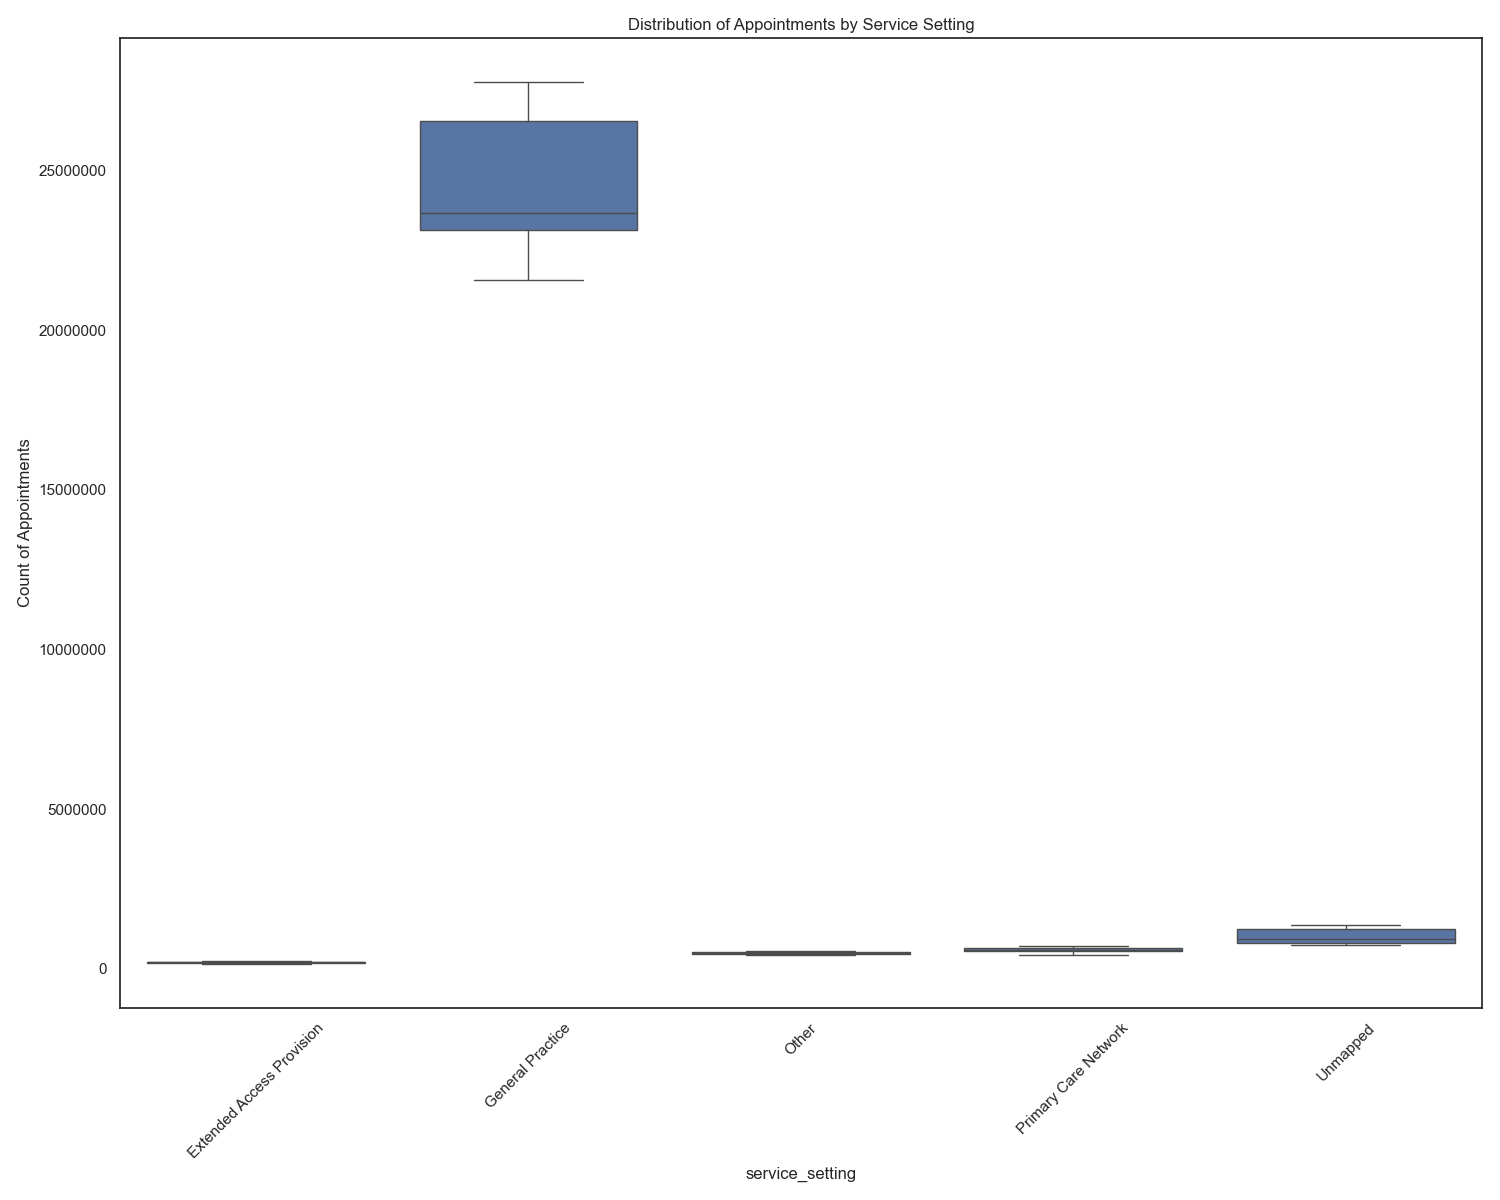 Distribution of Appointments by Service Setting
Count of Appointments
25000000
20000000
15000000
10000000
5000000
0
Extended Access Provision
General Practice
Other
Primary Care Network
Unmapped
service_setting